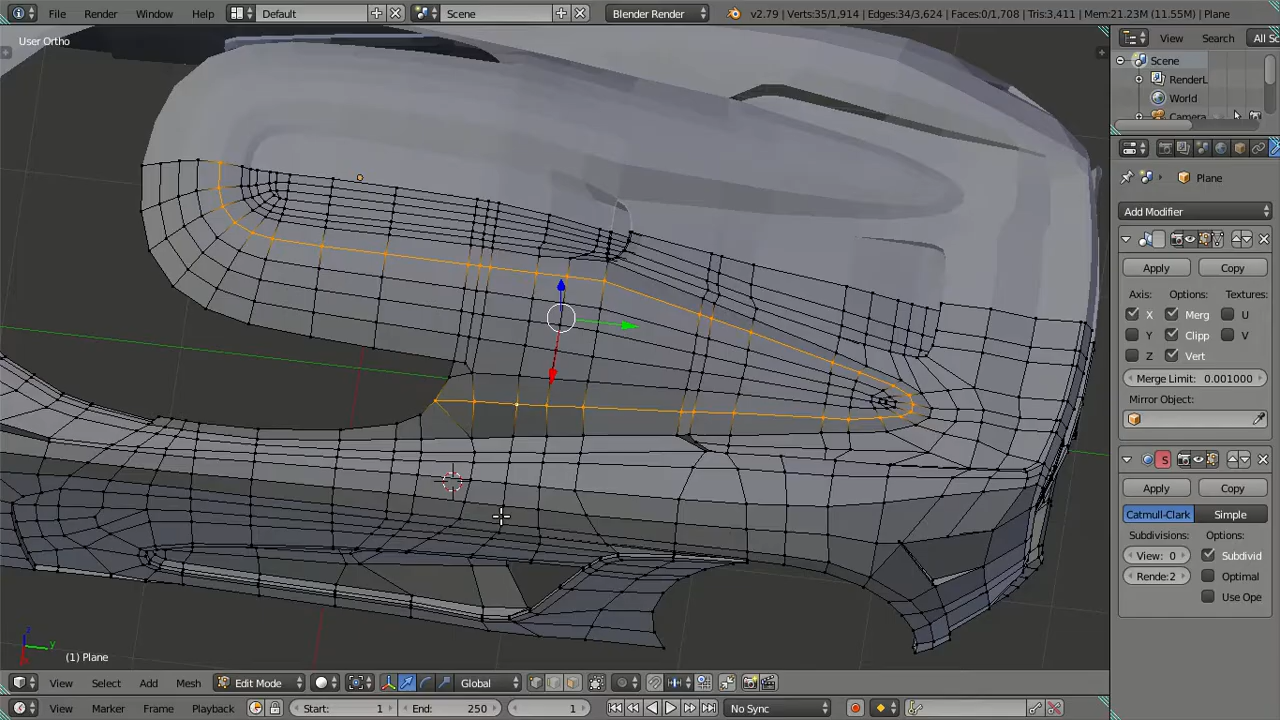 File Render Window Help Default Scene Blender Render v2.79 | Verts:35/1,914 | Edges:34/3,624 | Faces:0/1,708 | Tris:3,411 | Mem:21.23M (11.55M) | Plane
User Ortho
View Search All Sc
Scene
RenderL
World
Camera
Plane
Add Modifier
Apply Copy
Axis: Options: Textures:
X Merg U
Y Clipp V
Z Vert
Merge Limit: 0.001000
Mirror Object:
S
Apply Copy
Catmull-Clark Simple
Subdivisions: Options:
View: 0 Subdivid
Rende:2 Optimal
Use Ope
z
y
(1) Plane
View Select Add Mesh Edit Mode Global
View Marker Frame Playback Start: 1 End: 250 1 No Sync